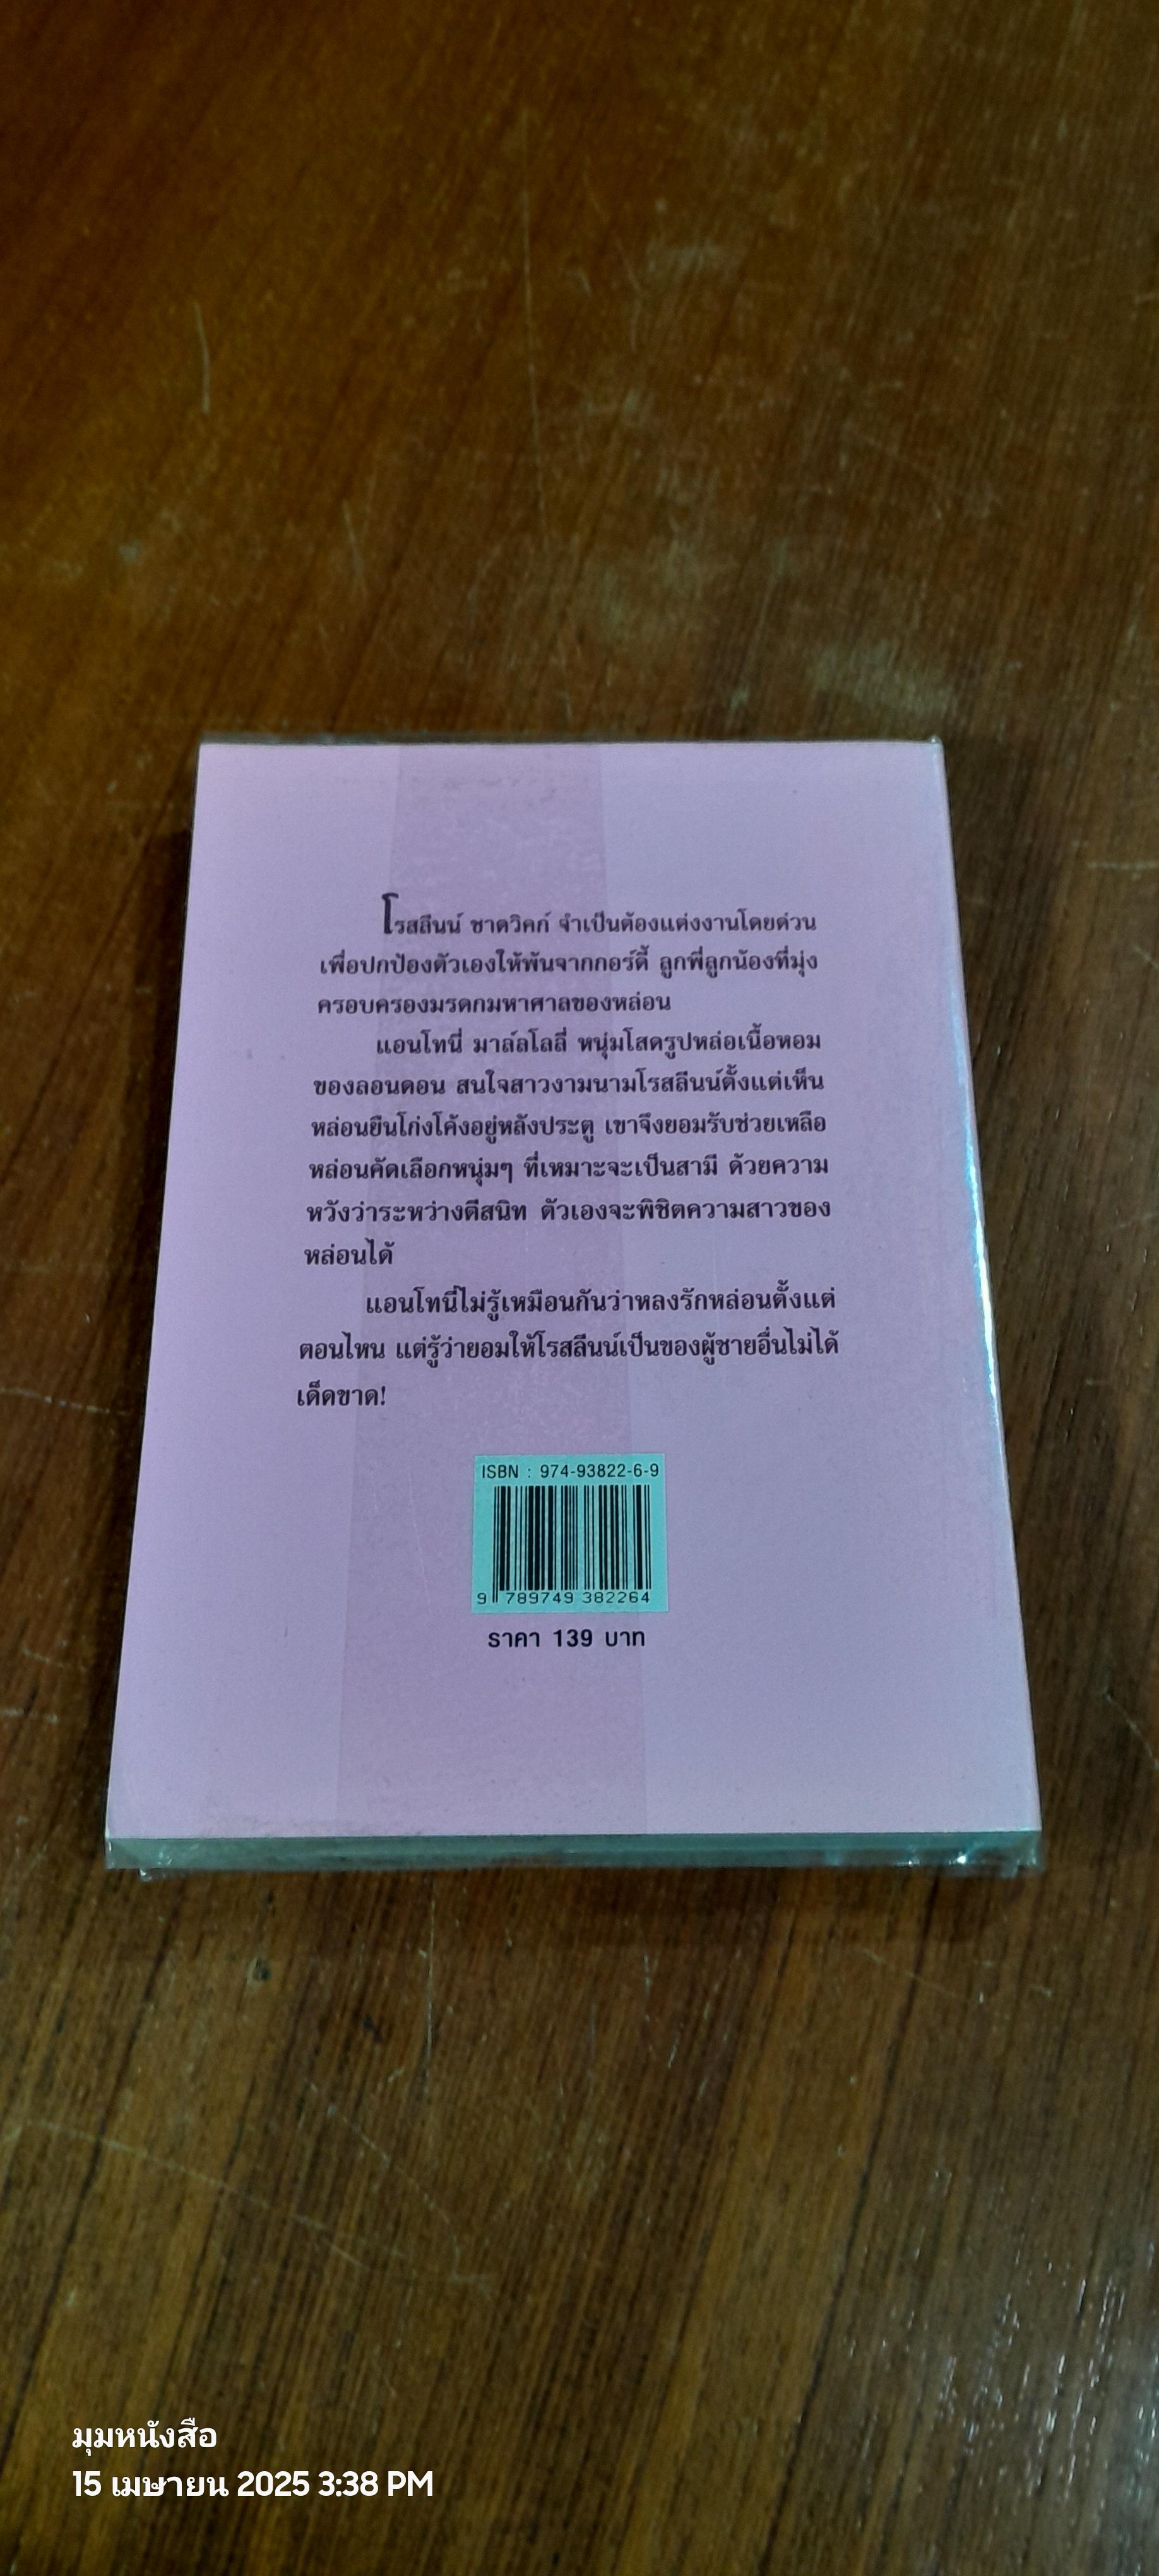 โรสลีนน์ ชาดวิคก์ จำเป็นต้องแต่งงานโดยด่วน
เพื่อปกป้องตัวเองให้พ้นจากกอร์ดี้ ลูกพี่ลูกน้องที่มุ่ง
ครอบครองมรดกมหาศาลของหล่อน
แอนโทนี่ มาล์ลโลลี่ หนุ่มโสดรูปหล่อเนื้อหอม
ของลอนดอน สนใจสาวงามนามโรสลีนน์ตั้งแต่เห็น
หล่อนยืนโก่งโค้งอยู่หลังประตู เขาจึงยอมรับช่วยเหลือ
หล่อนคัดเลือกหนุ่มๆ ที่เหมาะจะเป็นสามี ด้วยความ
หวังว่าระหว่างตีสนิท ตัวเองจะพิชิตความสาวของ
หล่อนได้
แอนโทนี่ไม่รู้เหมือนกันว่าหลงรักหล่อนตั้งแต่
ตอนไหน แต่รู้ว่ายอมให้โรสลีนน์เป็นของผู้ชายอื่นไม่ได้
เด็ดขาด!
ISBN : 974-93822-6-9
9 789749 382264
ราคา 139 บาท
มุมหนังสือ
15 เมษายน 2025 3:38 PM